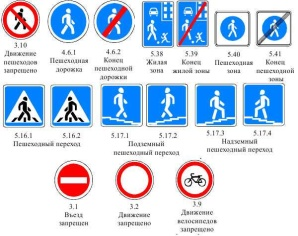 3.10 4.6.1 4.6.2 5.38 5.39 5.40 5.41
Движение Пешеходная Конец Жилая Конец Пешеходная Конец
пешеходов дорожка пешеходной зона жилой зоны зона пешеходной
запрещено дорожки зоны
5.16.1 5.16.2 5.17.1 5.17.2 5.17.3 5.17.4
Пешеходный переход Подземный Надземный
пешеходный переход пешеходный переход
3.1 3.2 3.9
Въезд Движение Движение
запрещен запрещено велосипедов
запрещено